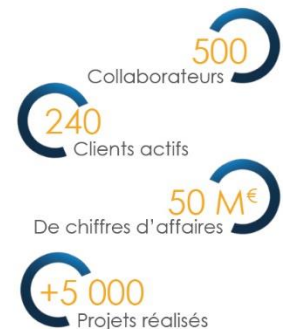 500
Collaborateurs
240
Clients actifs
50 M€
De chiffres d'affaires
+5 000
Projets réalisés